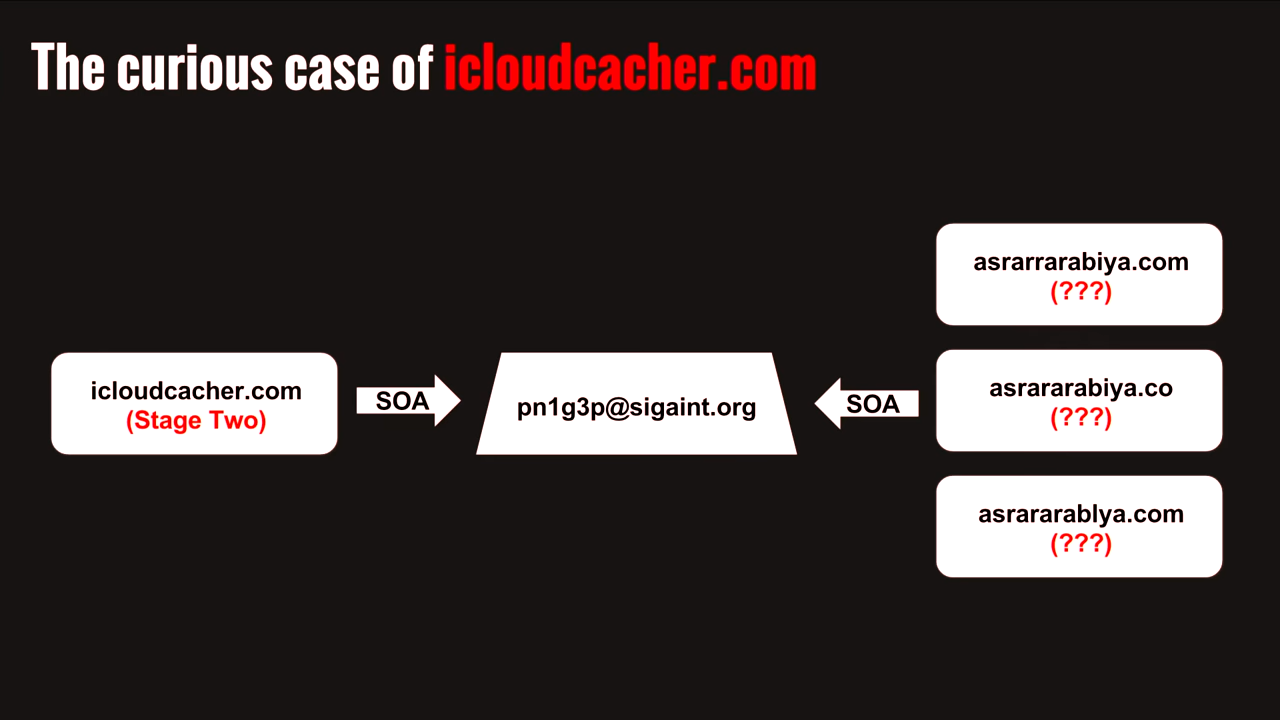 The curious case of icloudcacher.com
icloudcacher.com
(Stage Two)
SOA
pn1g3p@sigaint.org
SOA
asrarrarabiya.com
(???)
asrararabiya.co
(???)
asrararablya.com
(???)